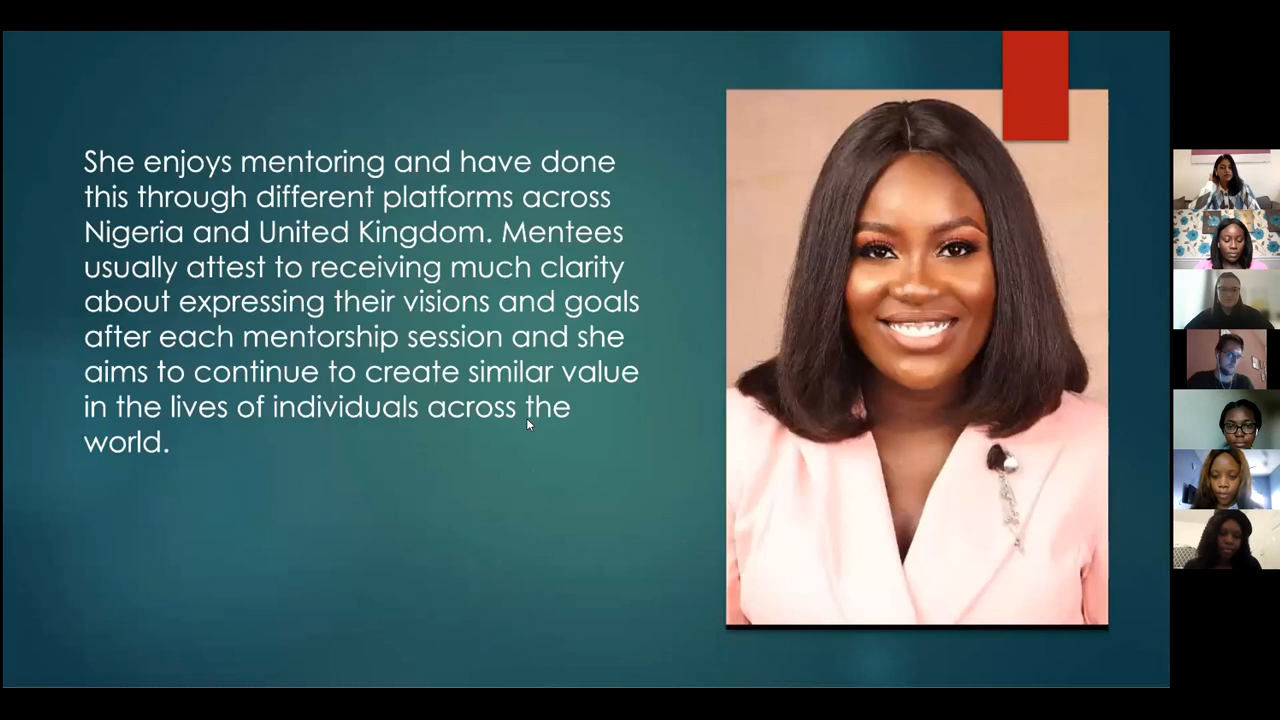 She enjoys mentoring and have done
this through different platforms across
Nigeria and United Kingdom. Mentees
usually attest to receiving much clarity
about expressing their visions and goals
after each mentorship session and she
aims to continue to create similar value
in the lives of individuals across the
world.